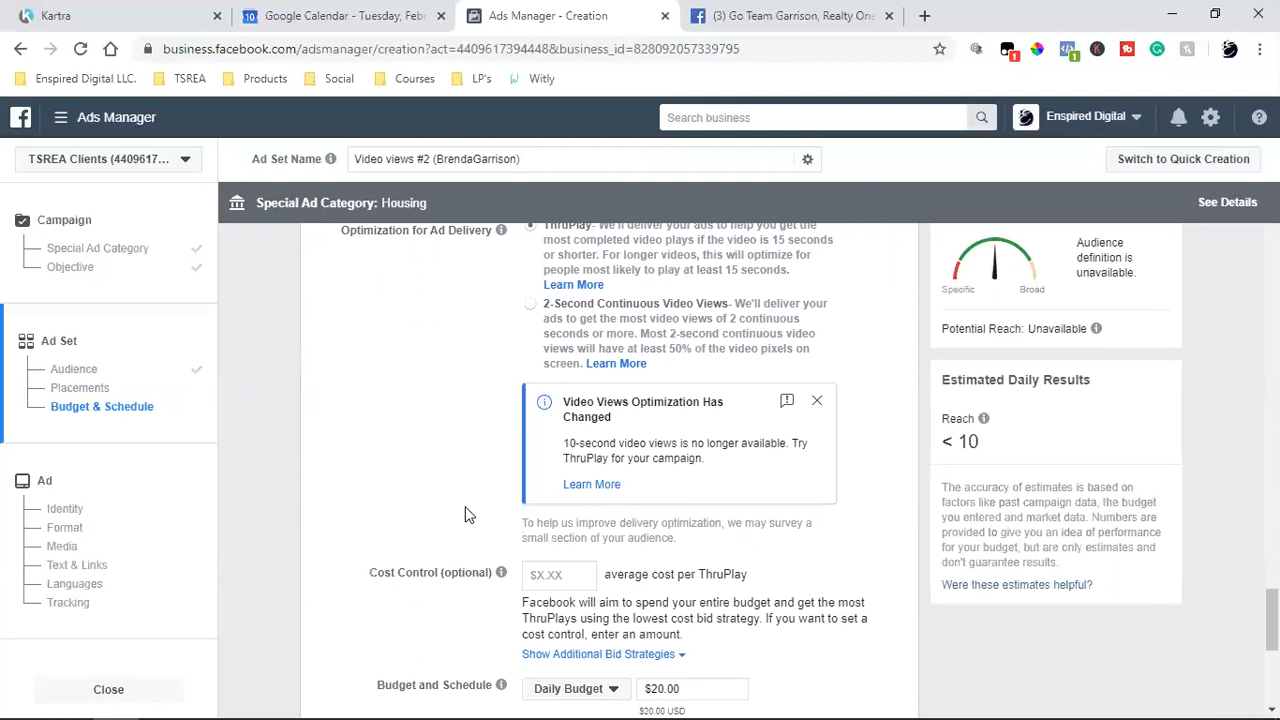 Kartra
Google Calendar - Tuesday, Febru
Ads Manager - Creation
(3) Go Team Garrison, Realty One
business.facebook.com/adsmanager/creation?act=440961739444 8&business_id=828092057339795
Enspired Digital LLC.
TSREA
Products
Social
Courses
LP's
Witly
Ads Manager
Search business
Enspired Digital
TSREA Clients (4409617...
Ad Set Name
Video views #2 (BrendaGarrison)
Switch to Quick Creation
Special Ad Category: Housing
See Details
Campaign
Special Ad Category
Objective
Ad Set
Audience
Placements
Budget & Schedule
Ad
Identity
Format
Media
Text & Links
Languages
Tracking
Close
Optimization for Ad Delivery
ThruPlay - We'll deliver your ads to help you get the
most completed video plays if the video is 15 seconds
or shorter. For longer videos, this will optimize for
people most likely to play at least 15 seconds.
Learn More
2-Second Continuous Video Views - We'll deliver your
ads to get the most video views of 2 continuous
seconds or more. Most 2-second continuous video
views will have at least 50% of the video pixels on
screen. Learn More
Video Views Optimization Has
Changed
10-second video views is no longer available. Try
ThruPlay for your campaign.
Learn More
To help us improve delivery optimization, we may survey a
small section of your audience.
Cost Control (optional)
$X.XX
average cost per ThruPlay
Facebook will aim to spend your entire budget and get the most
ThruPlays using the lowest cost bid strategy. If you want to set a
cost control, enter an amount.
Show Additional Bid Strategies
Budget and Schedule
Daily Budget
$20.00
$20.00 USD
Specific
Broad
Audience
definition is
unavailable.
Potential Reach: Unavailable
Estimated Daily Results
Reach
< 10
The accuracy of estimates is based on
factors like past campaign data, the budget
you entered and market data. Numbers are
provided to give you an idea of performance
for your budget, but are only estimates and
don't guarantee results.
Were these estimates helpful?